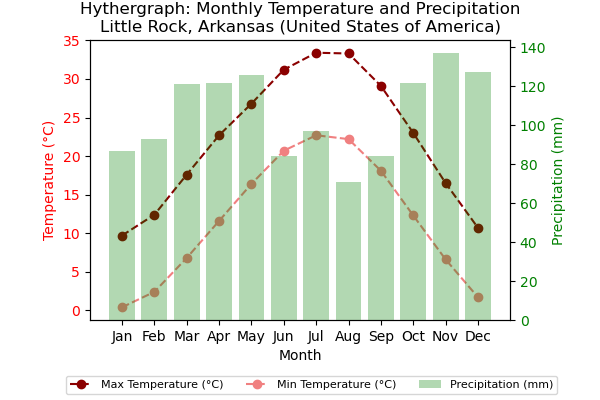 Hythergraph: Monthly Temperature and Precipitation
Little Rock, Arkansas (United States of America)
35
30
25
20
15
10
5
0
Temperature (°C)
140
120
100
80
60
40
20
0
Precipitation (mm)
Jan Feb Mar Apr May Jun Jul Aug Sep Oct Nov Dec
Month
Max Temperature (°C) Min Temperature (°C) Precipitation (mm)